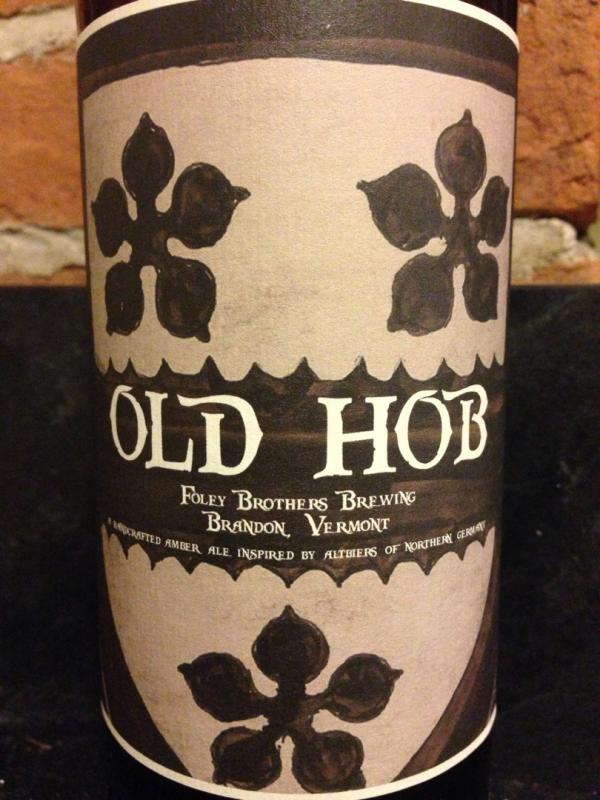 OLD HOB
FOLEY BROTHERS BREWING
BRANDON, VERMONT
HANDCRAFTED AMBER ALE INSPIRED BY ALTBIERS OF NORTHERN GERMANY